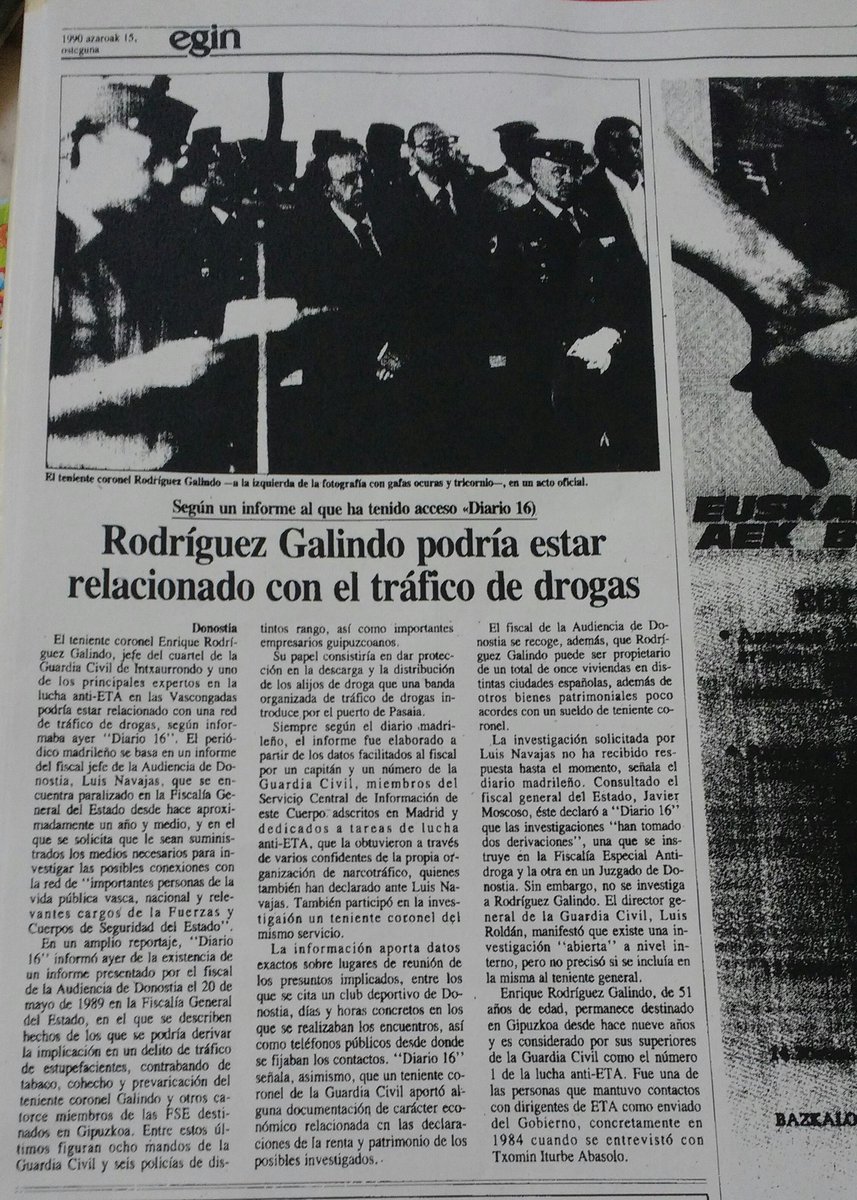 1990 azaroak 15,
osteguna
egin
El teniente coronel Rodríguez Galindo —a la izquierda de la fotografía con gafas ocuras y tricornio—, en un acto oficial.
Según un informe al que ha tenido acceso «Diario 16)
Rodríguez Galindo podría estar
relacionado con el tráfico de drogas
Donostia
El teniente coronel Enrique Rodrí-
guez Galindo, jefe del cuartel de la
Guardia Civil de Intxaurrondo y uno
de los principales expertos en la
lucha anti-ETA en las Vascongadas
podría estar relacionado con una red
de tráfico de drogas, según infor-
maba ayer "Diario 16". El perió-
dico madrileño se basa en un informe
del fiscal jefe de la Audiencia de Do-
nostia, Luis Navajas, que se en-
cuentra paralizado en la Fiscalía Ge-
neral del Estado desde hace aproxi-
madamente un año y medio, y en el
que se solicita que le sean suminis-
trados los medios necesarios para in-
vestigar las posibles conexiones con
la red de "importantes personas de la
vida pública vasca, nacional y rele-
vantes cargos de la Fuerzas y
Cuerpos de Seguridad del Estado".
En un amplio reportaje, "Diario
16" informó ayer de la existencia de
un informe presentado por el fiscal
de la Audiencia de Donostia el 20 de
mayo de 1989 en la Fiscalía General
del Estado, en el que se describen
hechos de los que se podría derivar
la implicación en un delito de tráfico
de estupefacientes, contrabando de
tabaco, cohecho y prevaricación del
teniente coronel Galindo y otros ca-
torce miembros de las FSE desti-
nados en Gipuzkoa. Entre estos úl-
timos figuran ocho mandos de la
Guardia Civil y seis policías de dis-
tintos rango, así como importantes
empresarios guipuzcoanos.
Su papel consistiría en dar protec-
ción en la descarga y la distribución
de los alijos de droga que una banda
organizada de tráfico de drogas in-
troduce por el puerto de Pasaia.
Siempre según el diario madri-
leño, el informe fue elaborado a
partir de los datos facilitados al fiscal
por un capitán y un número de la
Guardia Civil, miembros del
Servicio Central de Información de
este Cuerpo adscritos en Madrid y
dedicados a tareas de lucha
anti-ETA, que la obtuvieron a través
de varios confidentes de la propia or-
ganización de narcotráfico, quienes
también han declarado ante Luis Na-
vajas. También participó en la inves-
tigaión un teniente coronel del
mismo servicio.
La información aporta datos
exactos sobre lugares de reunión de
los presuntos implicados, entre los
que se cita un club deportivo de Do-
nostia, días y horas concretos en los
que se realizaban los encuentros, así
como teléfonos públicos desde donde
se fijaban los contactos. "Diario 16"
señala, asimismo, que un teniente co-
ronel de la Guardia Civil aportó al-
guna documentación de carácter eco-
nómico relacionada cn las declara-
ciones de la renta y patrimonio de los
posibles investigados.
El fiscal de la Audiencia de Do-
nostia se recoge, además, que Rodrí-
guez Galindo puede ser propietario
de un total de once viviendas en dis-
tintas ciudades españolas, además de
otros bienes patrimoniales poco
acordes con un sueldo de teniente co-
ronel.
La investigación solicitada por
Luis Navajas no ha recibido res-
puesta hasta el momento, señala el
diario madrileño. Consultado el
fiscal general del Estado, Javier
Moscoso, éste declaró a "Diario 16"
que las investigaciones "han tomado
dos derivaciones", una que se ins-
truye en la Fiscalía Especial Anti-
droga y la otra en un Juzgado de Do-
nostia. Sin embargo, no se investiga
a Rodríguez Galindo. El director ge-
neral de la Guardia Civil, Luis
Roldán, manifestó que existe una in-
vestigación "abierta" a nivel in-
terno, pero no precisó si se incluía en
la misma al teniente general.
Enrique Rodríguez Galindo, de 51
años de edad, permanece destinado
en Gipuzkoa desde hace nueve años
y es considerado por sus superiores
de la Guardia Civil como el número
1 de la lucha anti-ETA. Fue una de
las personas que mantuvo contactos
con dirigentes de ETA como enviado
del Gobierno, concretamente en
1984 cuando se entrevistó con
Txomin Iturbe Abasolo.
EUSKA
AEK B
BAZKALO